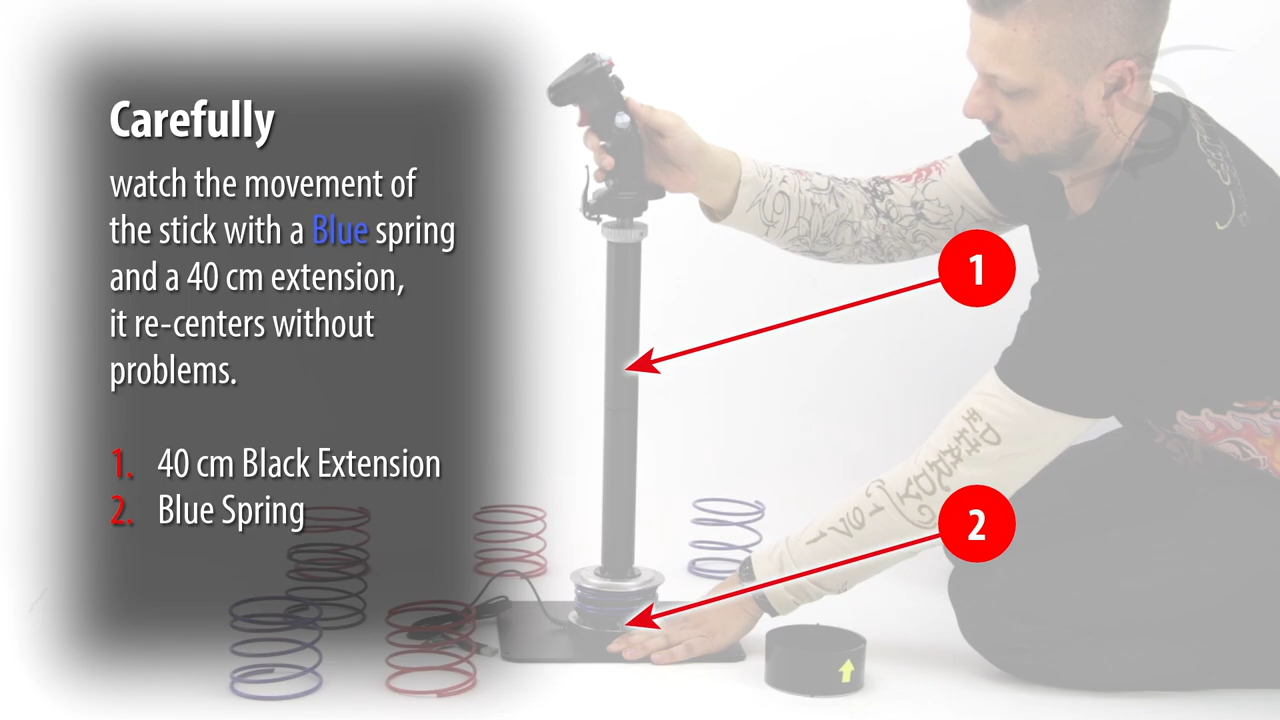 Carefully
watch the movement of
the stick with a Blue spring
and a 40 cm extension,
it re-centers without
problems.
1. 40 cm Black Extension
2. Blue Spring
1
2